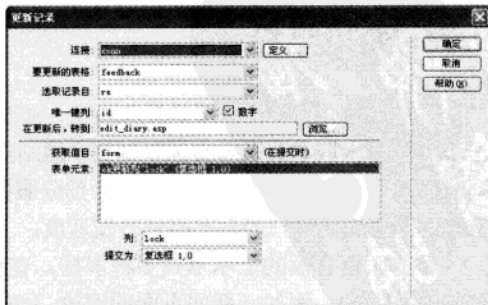 更新记录
连接: conn 定义...
确定
要更新的表格: feedback
取消
选取记录自: rs
帮助(H)
唯一键列: id 数字
在更新后，转到: edit_diary.asp 浏览...
获取值自: form (在提交时)
表单元素:
列: lock
提交为: 复选框 1,0